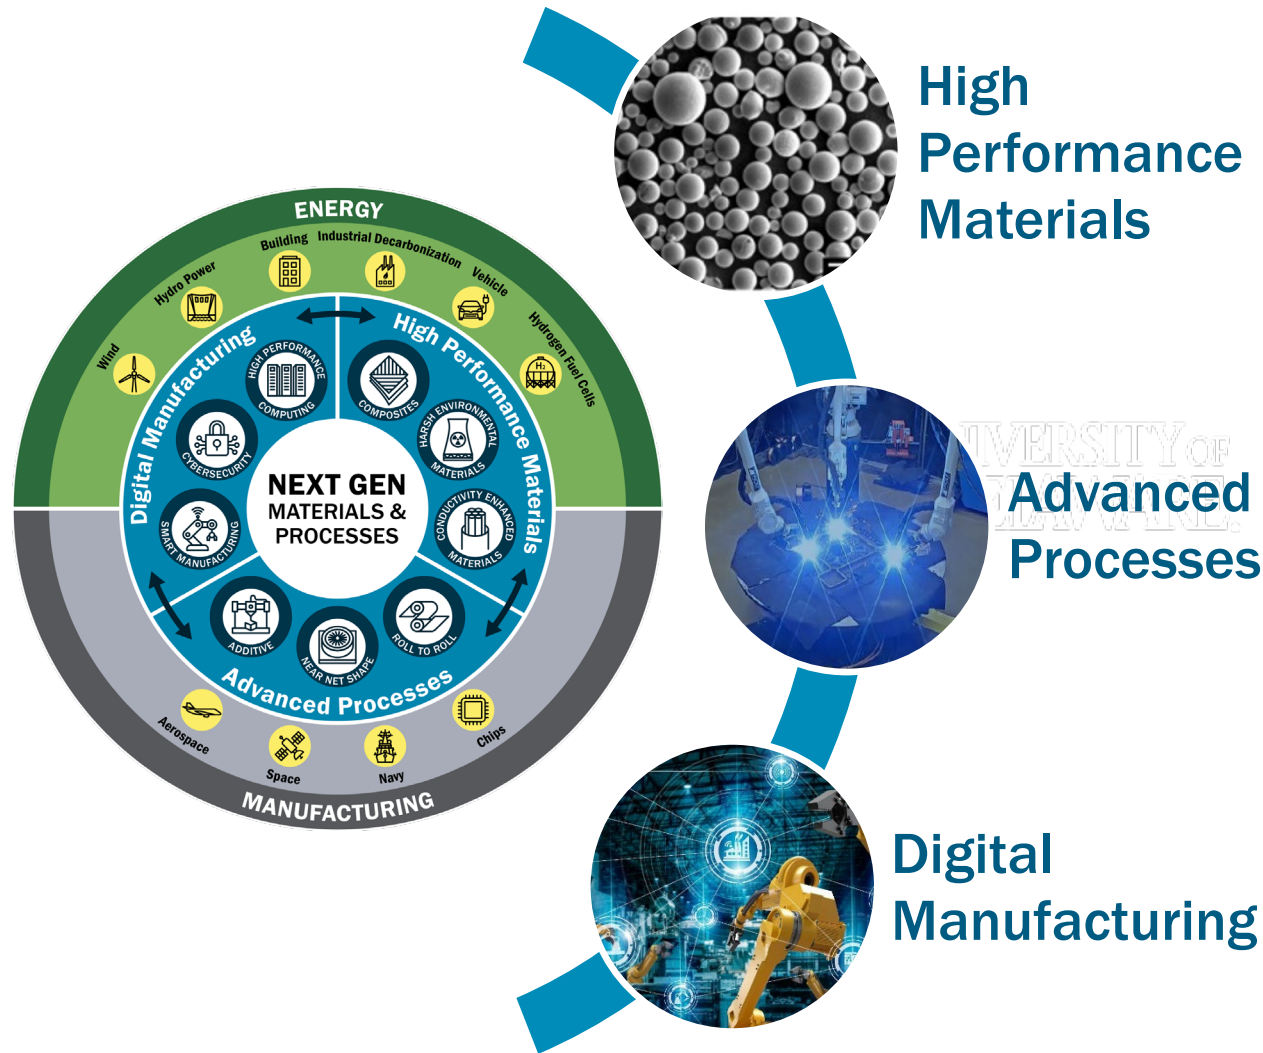 ENERGY
Wind
Hydro Power
Building
Industrial Decarbonization
Vehicle
Hydrogen Fuel Cells
H₂
Digital Manufacturing
HIGH PERFORMANCE
COMPUTING
CYBERSECURITY
SMART MANUFACTURING
High Performance Materials
COMPOSITES
HARSH ENVIRONMENTAL
MATERIALS
CONDUCTIVITY ENHANCED
MATERIALS
NEXT GEN
MATERIALS &
PROCESSES
ADDITIVE
NEAR NET SHAPE
ROLL TO ROLL
Advanced Processes
Aerospace
Space
Navy
Chips
MANUFACTURING
High
Performance
Materials
OF
Advanced
Processes
Digital
Manufacturing